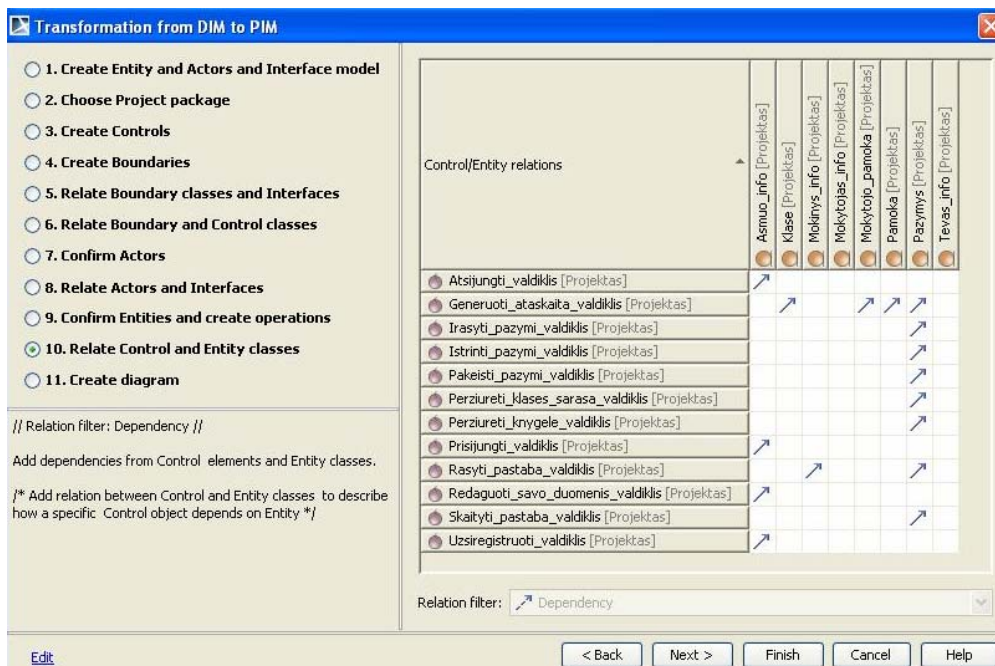 Transformation from DIM to PIM
1. Create Entity and Actors and Interface model
2. Choose Project package
3. Create Controls
4. Create Boundaries
5. Relate Boundary classes and Interfaces
6. Relate Boundary and Control classes
7. Confirm Actors
8. Relate Actors and Interfaces
9. Confirm Entities and create operations
10. Relate Control and Entity classes
11. Create diagram
// Relation filter: Dependency //
Add dependencies from Control elements and Entity classes.
/* Add relation between Control and Entity classes to describe
how a specific Control object depends on Entity */
Edit
Control/Entity relations
Asmuo_info [Projektas]
Klase [Projektas]
Mokinys_info [Projektas]
Mokytojas_info [Projektas]
Mokytojo_pamoka [Projektas]
Pamoka [Projektas]
Pazymys [Projektas]
Tevas_info [Projektas]
Atsijungti_valdiklis [Projektas]
Generuoti_ataskaita_valdiklis [Projektas]
Irasyti_pazymi_valdiklis [Projektas]
Istrinti_pazymi_valdiklis [Projektas]
Pakeisti_pazymi_valdiklis [Projektas]
Perziureti_klases_sarasa_valdiklis [Projektas]
Perziureti_knygele_valdiklis [Projektas]
Prisijungti_valdiklis [Projektas]
Rasyti_pastaba_valdiklis [Projektas]
Redaguoti_savo_duomenis_valdiklis [Projektas]
Skaityti_pastaba_valdiklis [Projektas]
Uzsiregistruoti_valdiklis [Projektas]
Relation filter: Dependency
< Back Next > Finish Cancel Help